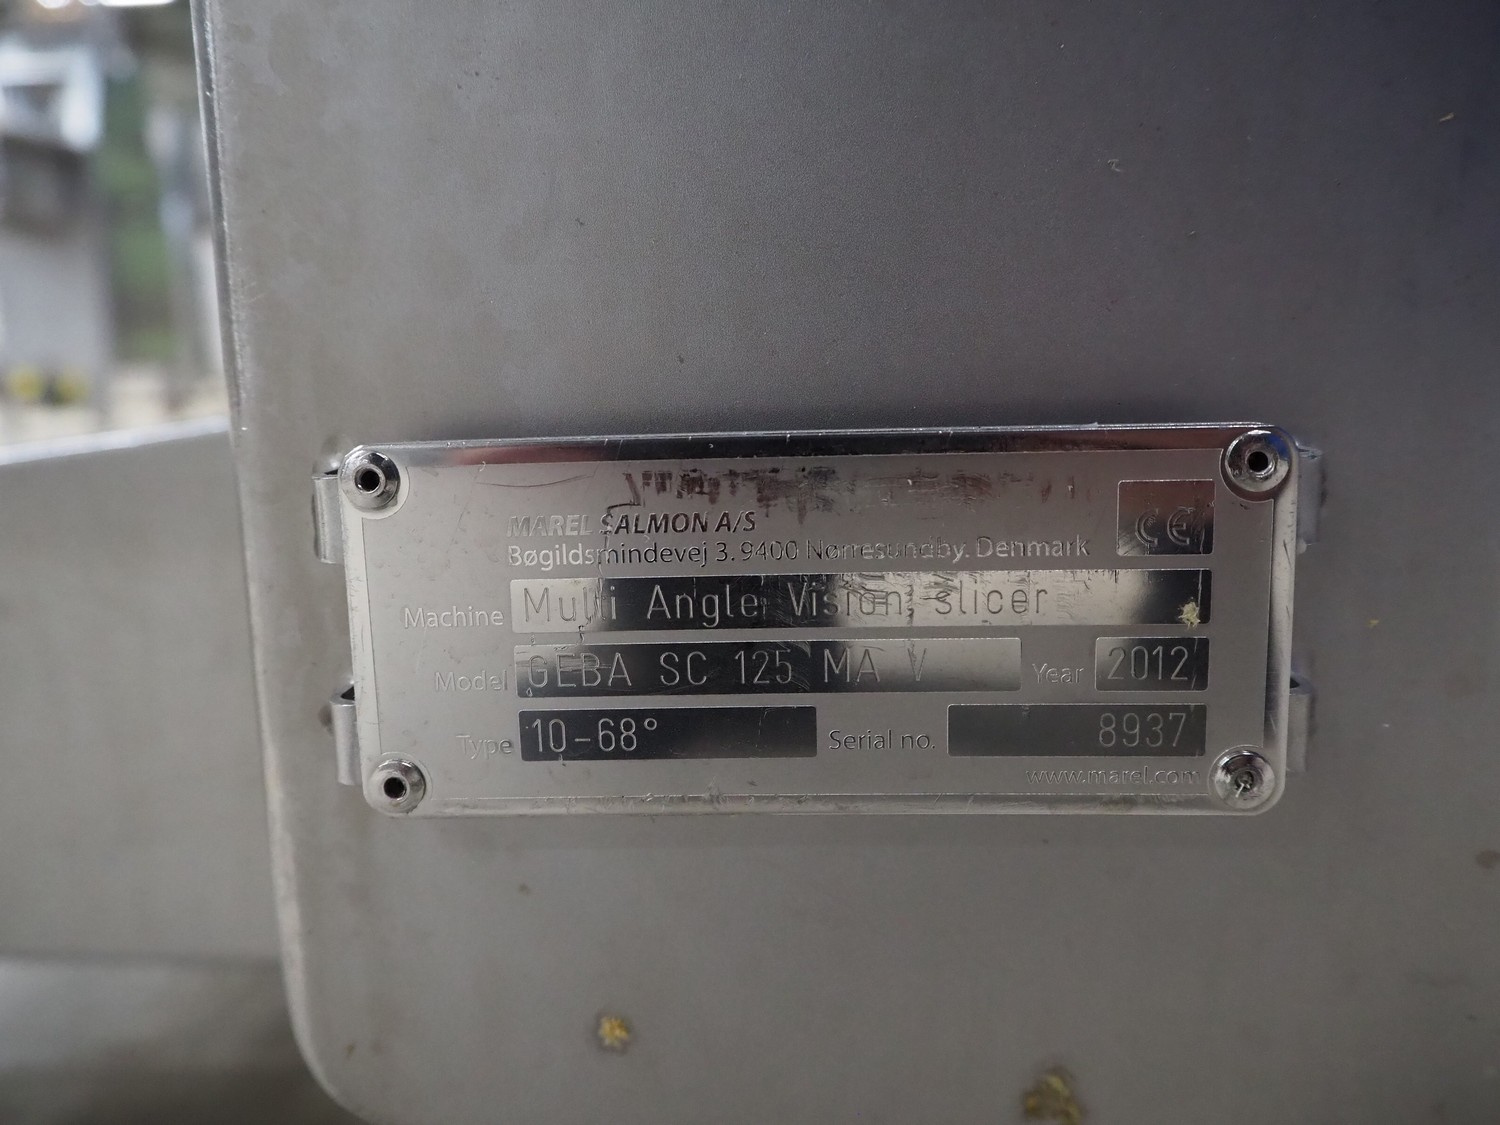 MAREL SALMON A/S
Bøgildsmindevej 3. 9400 Nørresundby. Denmark
CE
Machine Multi Angle Vision slicer
Model GEBA SC 125 MA V Year 2012
Type 10-68° Serial no. 8937
www.marel.com